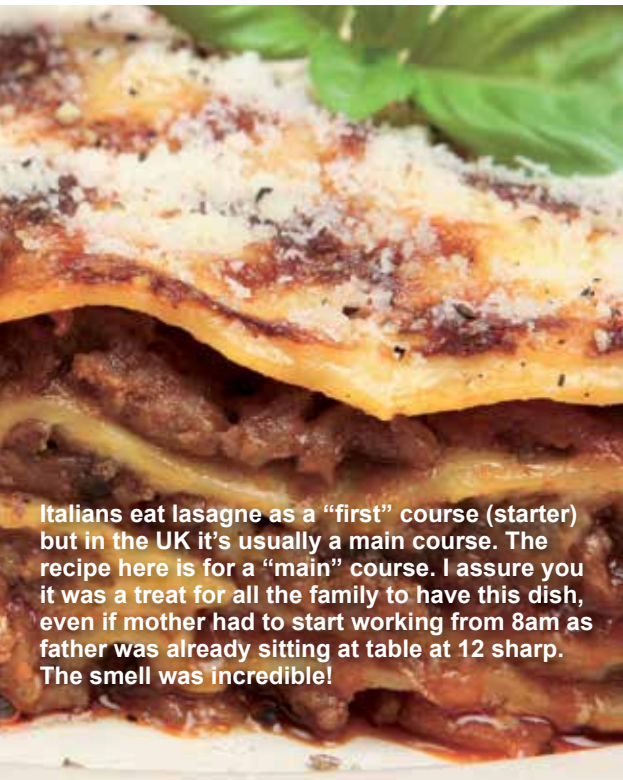 Italians eat lasagne as a “first” course (starter)
but in the UK it’s usually a main course. The
recipe here is for a “main” course. I assure you
it was a treat for all the family to have this dish,
even if mother had to start working from 8am as
father was already sitting at table at 12 sharp.
The smell was incredible!